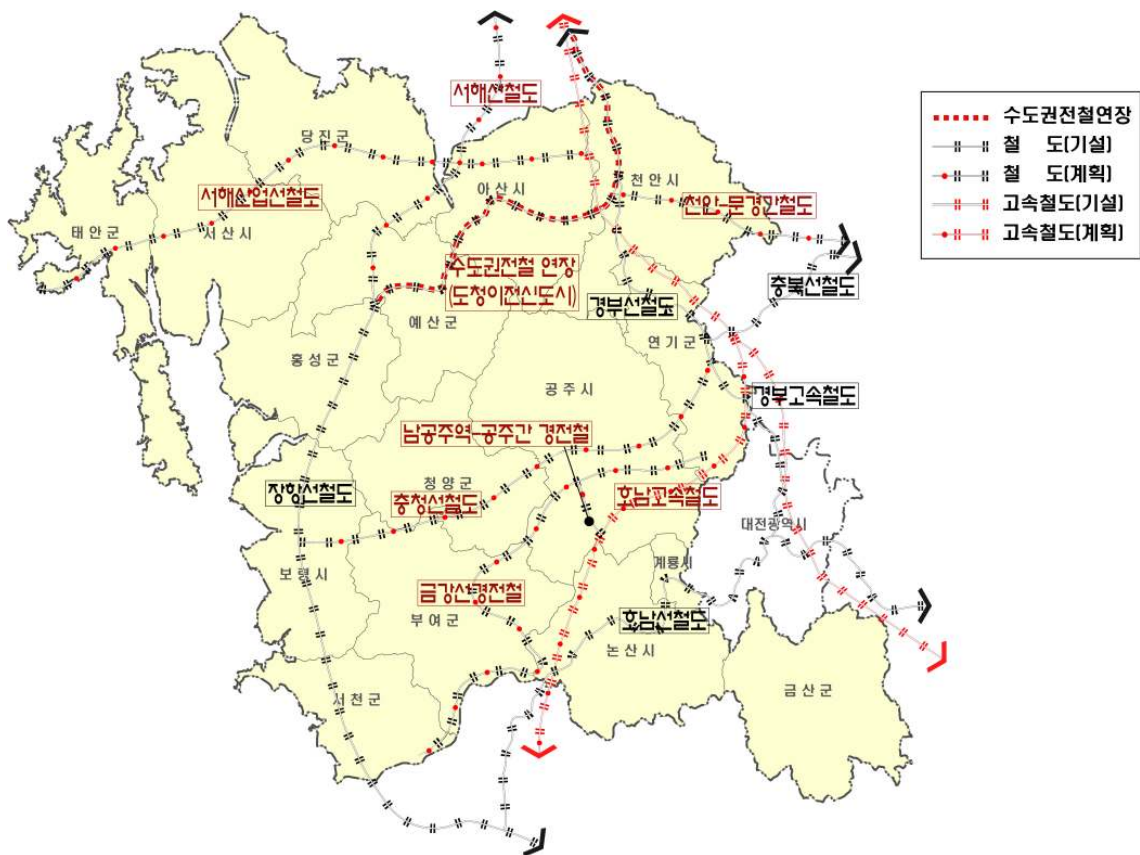 서해선철도
당진군
아산시
천안시
서해산업선철도
천안-문경간철도
태안군
서산시
수도권전철 연장
(도청이전신도시)
충북선철도
경부선철도
예산군
연기군
홍성군
공주시
경부고속철도
남공주역-공주간 경전철
청양군
장항선철도
충청선철도
호남고속철도
대전광역시
계룡시
보령시
금강선경전철
부여군
호남선철도
논산시
서천군
금산군
수도권전철연장
철 도(기설)
철 도(계획)
고속철도(기설)
고속철도(계획)